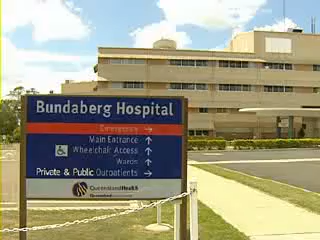 Bundaberg Hospital
Emergency →
Main Entrance ↑
Wheelchair Access ↑
Wards ↑
Private & Public Outpatients →
Queensland Health